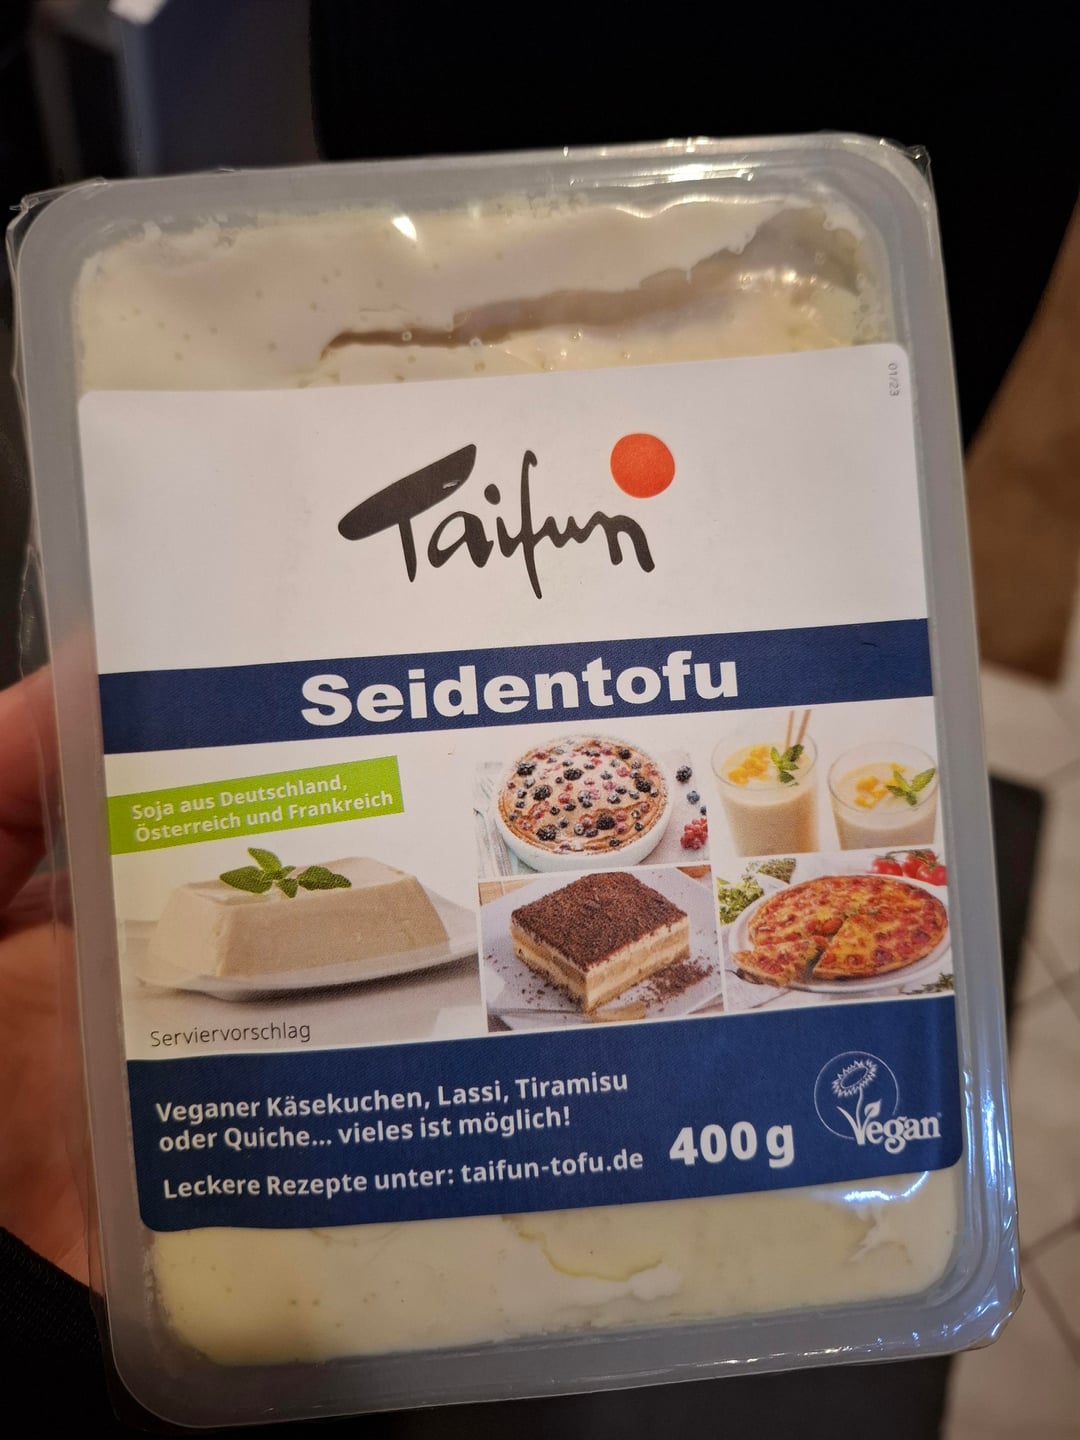 01/23
Taifun
Seidentofu
Soja aus Deutschland,
Österreich und Frankreich
Serviervorschlag
Veganer Käsekuchen, Lassi, Tiramisu
oder Quiche... vieles ist möglich!
Leckere Rezepte unter: taifun-tofu.de
400 g
Vegan